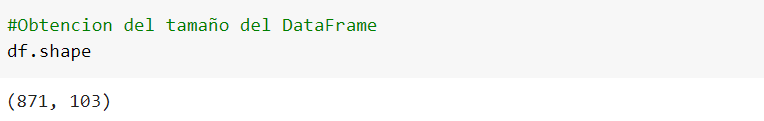 #Obtencion del tamaño del DataFrame
df.shape
(871, 103)